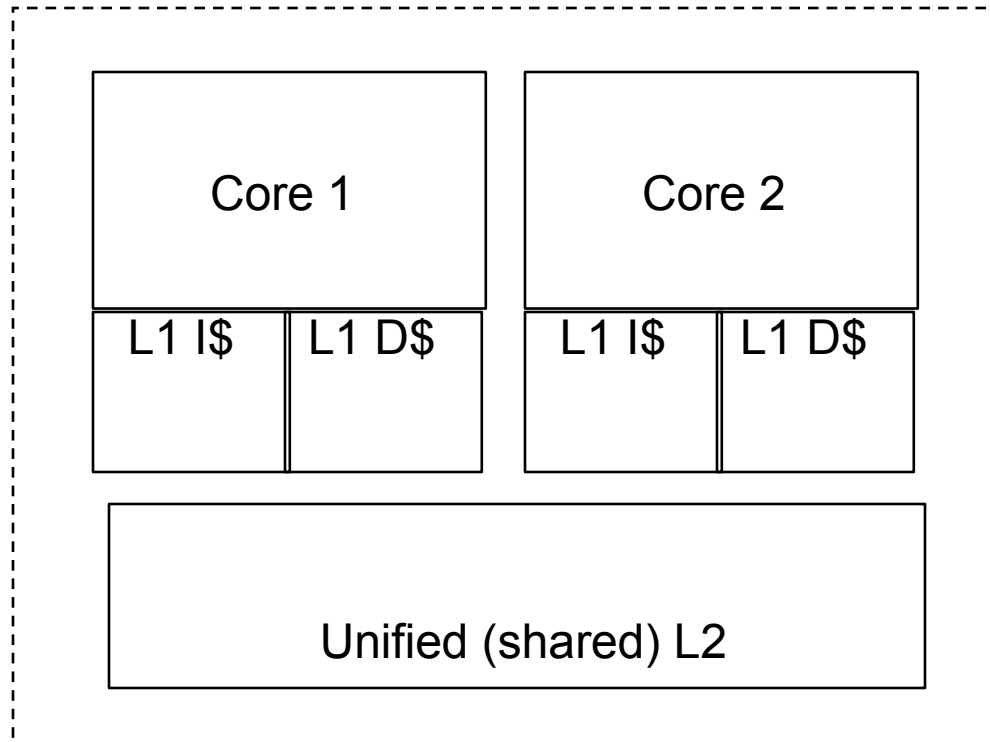 Core 1
Core 2
L1 I$
L1 D$
L1 I$
L1 D$
Unified (shared) L2